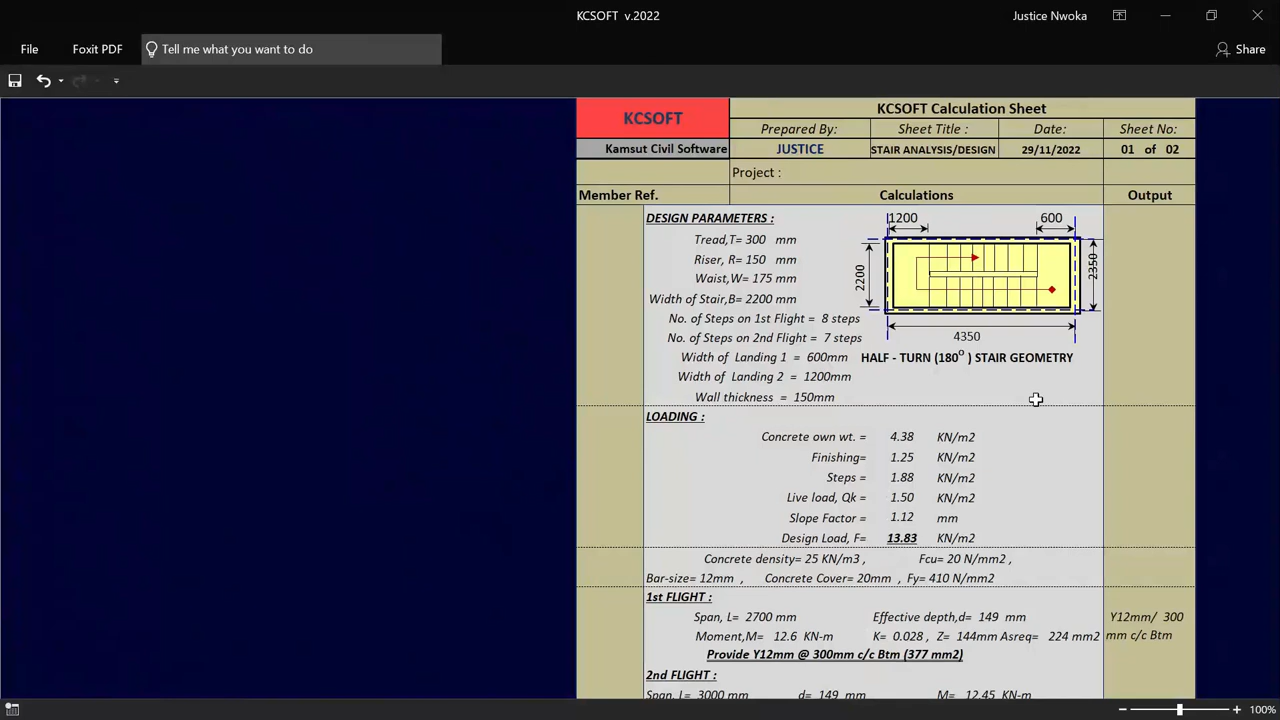 KCSOFT v.2022
Justice Nwoka
File Foxit PDF Tell me what you want to do Share
KCSOFT KCSOFT Calculation Sheet
Prepared By: Sheet Title : Date: Sheet No:
Kamsut Civil Software JUSTICE STAIR ANALYSIS/DESIGN 29/11/2022 01 of 02
Project :
Member Ref. Calculations Output
DESIGN PARAMETERS :
Tread,T= 300 mm
Riser, R= 150 mm
Waist,W= 175 mm
Width of Stair,B= 2200 mm
No. of Steps on 1st Flight = 8 steps
No. of Steps on 2nd Flight = 7 steps
Width of Landing 1 = 600mm
Width of Landing 2 = 1200mm
Wall thickness = 150mm
1200 600
2200
2350
4350
HALF - TURN (180⁰ ) STAIR GEOMETRY
LOADING :
Concrete own wt. = 4.38 KN/m2
Finishing= 1.25 KN/m2
Steps = 1.88 KN/m2
Live load, Qk = 1.50 KN/m2
Slope Factor = 1.12 mm
Design Load, F= 13.83 KN/m2
Concrete density= 25 KN/m3 , Fcu= 20 N/mm2 ,
Bar-size= 12mm , Concrete Cover= 20mm , Fy= 410 N/mm2
1st FLIGHT :
Span, L= 2700 mm Effective depth,d= 149 mm Y12mm/ 300
Moment,M= 12.6 KN-m K= 0.028 , Z= 144mm Asreq= 224 mm2 mm c/c Btm
Provide Y12mm @ 300mm c/c Btm (377 mm2)
2nd FLIGHT :
Span, L= 3000 mm d= 149 mm M= 12.45 KN-m
100%